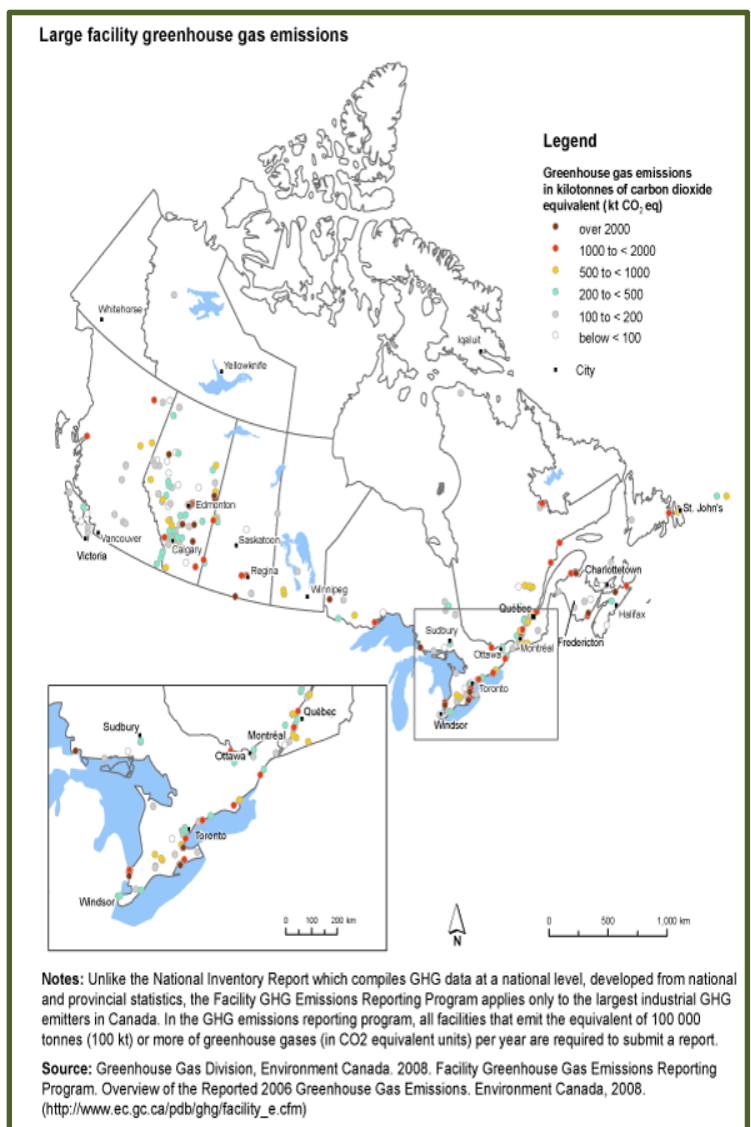 Large facility greenhouse gas emissions
Legend
Greenhouse gas emissions
in kilotonnes of carbon dioxide
equivalent (kt CO₂ eq)
over 2000
1000 to < 2000
500 to < 1000
200 to < 500
100 to < 200
below < 100
City
Whitehorse
Iqaluit
Yellowknife
Edmonton
St. John's
Vancouver
Saskatoon
Victoria
Calgary
Charlottetown
Regina
Winnipeg
Québec
Halifax
Sudbury
Fredericton
Ottawa
Montréal
Toronto
Windsor
Sudbury
Québec
Montréal
Ottawa
Toronto
Windsor
0 100 200 km
N
0 500 1,000 km
Notes: Unlike the National Inventory Report which compiles GHG data at a national level, developed from national
and provincial statistics, the Facility GHG Emissions Reporting Program applies only to the largest industrial GHG
emitters in Canada. In the GHG emissions reporting program, all facilities that emit the equivalent of 100 000
tonnes (100 kt) or more of greenhouse gases (in CO2 equivalent units) per year are required to submit a report.
Source: Greenhouse Gas Division, Environment Canada. 2008. Facility Greenhouse Gas Emissions Reporting
Program. Overview of the Reported 2006 Greenhouse Gas Emissions. Environment Canada, 2008.
(http://www.ec.gc.ca/pdb/ghg/facility_e.cfm)